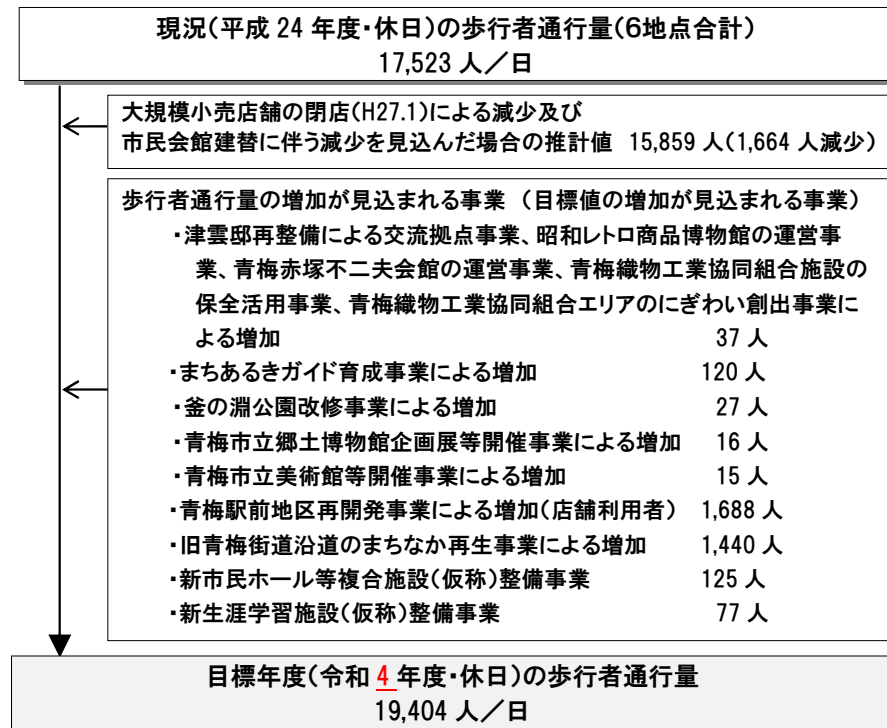 現況(平成24年度・休日)の歩行者通行量(6地点合計)
17,523 人／日
大規模小売店舗の閉店(H27.1)による減少及び
市民会館建替に伴う減少を見込んだ場合の推計値 15,859 人(1,664 人減少)
歩行者通行量の増加が見込まれる事業 (目標値の増加が見込まれる事業)
・津雲邸再整備による交流拠点事業、昭和レトロ商品博物館の運営事
業、青梅赤塚不二夫会館の運営事業、青梅織物工業協同組合施設の
保全活用事業、青梅織物工業協同組合エリアのにぎわい創出事業に
よる増加 37 人
・まちあるきガイド育成事業による増加 120 人
・釜の淵公園改修事業による増加 27 人
・青梅市立郷土博物館企画展等開催事業による増加 16 人
・青梅市立美術館等開催事業による増加 15 人
・青梅駅前地区再開発事業による増加(店舗利用者) 1,688 人
・旧青梅街道沿道のまちなか再生事業による増加 1,440 人
・新市民ホール等複合施設(仮称)整備事業 125 人
・新生涯学習施設(仮称)整備事業 77 人
目標年度(令和 4 年度・休日)の歩行者通行量
19,404 人／日